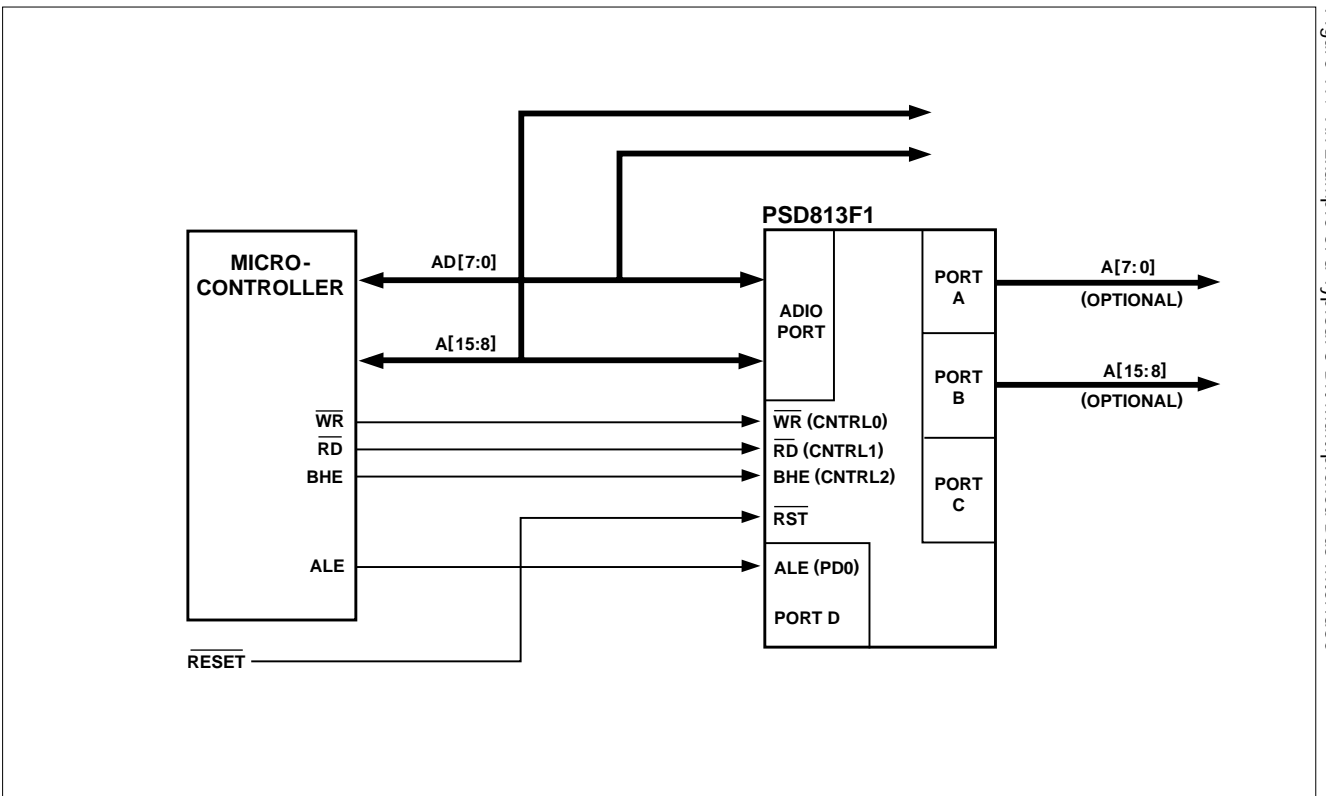 PSD813F1
MICRO-
CONTROLLER
AD[7:0]
A[15:8]
WR
RD
BHE
ALE
RESET
ADIO
PORT
WR (CNTRL0)
RD (CNTRL1)
BHE (CNTRL2)
RST
ALE (PD0)
PORT D
PORT
A
PORT
B
PORT
C
A[7:0]
(OPTIONAL)
A[15:8]
(OPTIONAL)